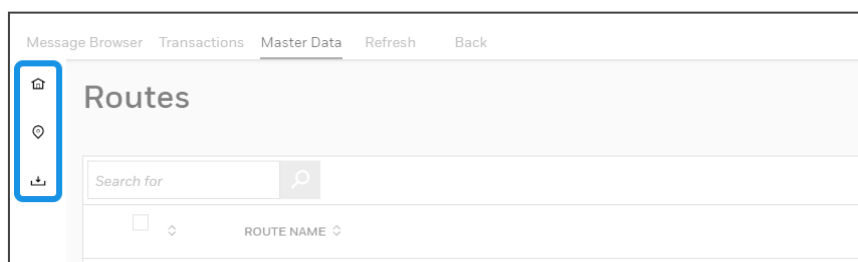 Message Browser Transactions Master Data Refresh Back
Routes
Search for
ROUTE NAME